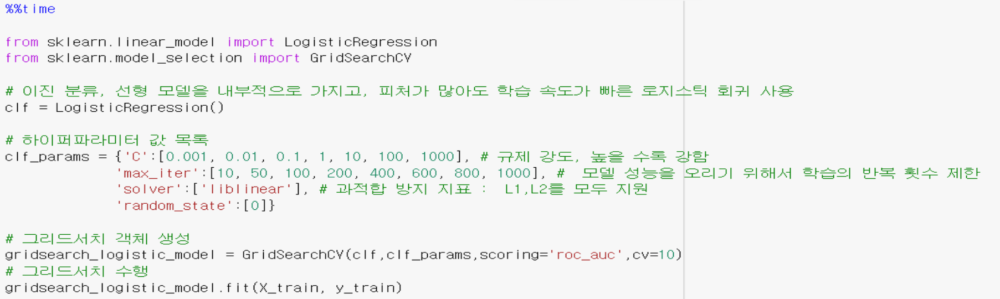 %%time
from sklearn.linear_model import LogisticRegression
from sklearn.model_selection import GridSearchCV
# 이진 분류, 선형 모델을 내부적으로 가지고, 피처가 많아도 학습 속도가 빠른 로지스틱 회귀 사용
clf = LogisticRegression()
# 하이퍼파라미터 값 목록
clf_params = {'C':[0.001, 0.01, 0.1, 1, 10, 100, 1000], # 규제 강도, 높을 수록 강함
'max_iter':[10, 50, 100, 200, 400, 600, 800, 1000], #  모델 성능을 오리기 위해서 학습의 반복 횟수 제한
'solver':['liblinear'], # 과적합 방지 지표 :  L1,L2를 모두 지원
'random_state':[0]}
# 그리드서치 객체 생성
gridsearch_logistic_model = GridSearchCV(clf,clf_params,scoring='roc_auc',cv=10)
# 그리드서치 수행
gridsearch_logistic_model.fit(X_train, y_train)